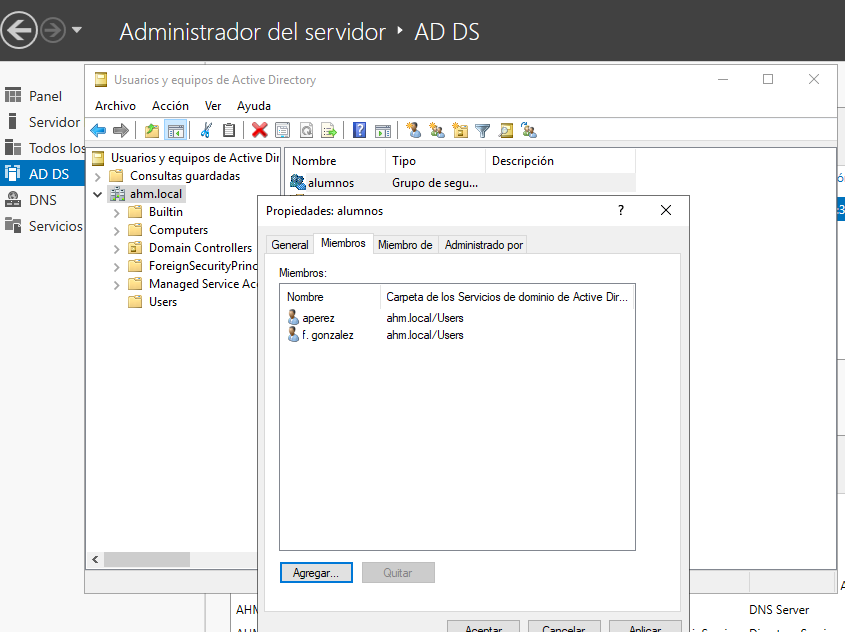 Administrador del servidor ‣ AD DS
Usuarios y equipos de Active Directory
Archivo Acción Ver Ayuda
Panel
Servidor
Todos los
AD DS
DNS
Servicios
Usuarios y equipos de Active Dir
Consultas guardadas
ahm.local
Builtin
Computers
Domain Controllers
ForeignSecurityPrinc
Managed Service Acc
Users
Nombre Tipo Descripción
alumnos Grupo de segu...
Propiedades: alumnos
General Miembros Miembro de Administrado por
Miembros:
Nombre Carpeta de los Servicios de dominio de Active Dir...
aperez ahm.local/Users
f. gonzalez ahm.local/Users
Agregar... Quitar
Aceptar Cancelar Aplicar
DNS Server